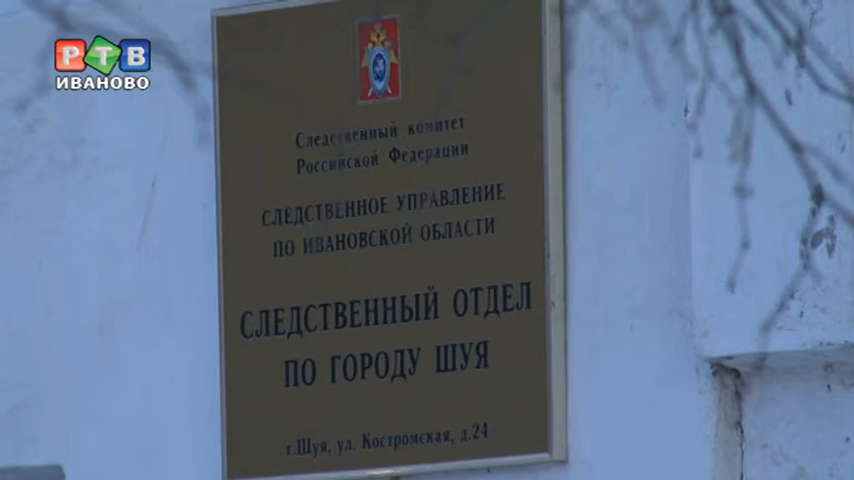 РТВ
ИВАНОВО
Следственный комитет
Российской Федерации
СЛЕДСТВЕННОЕ УПРАВЛЕНИЕ
ПО ИВАНОВСКОЙ ОБЛАСТИ
СЛЕДСТВЕННЫЙ ОТДЕЛ
ПО ГОРОДУ ШУЯ
г.Шуя, ул. Костромская, д.24